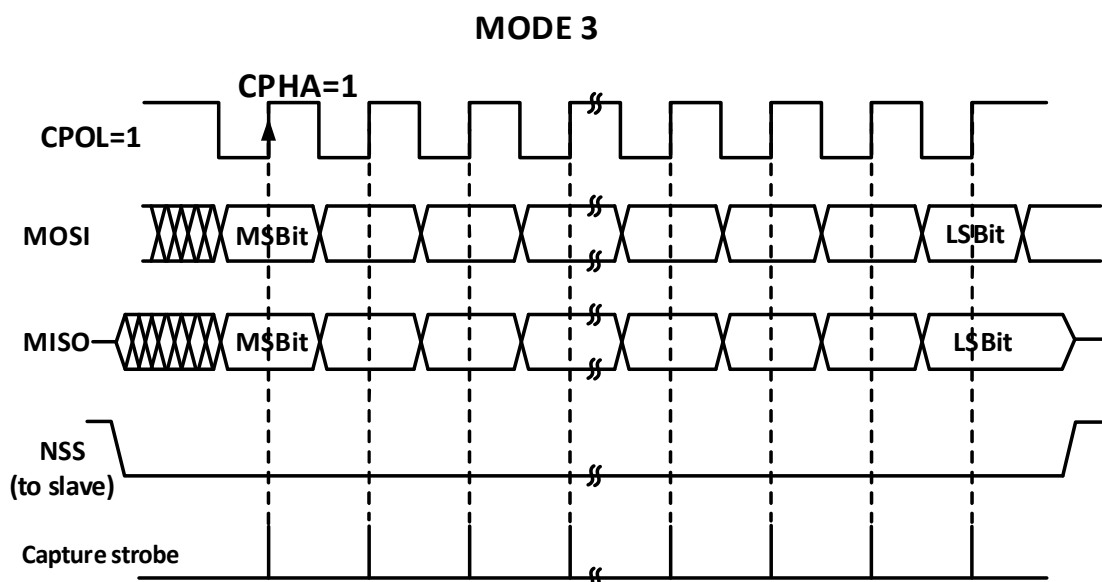 MODE 3
CPHA=1
CPOL=1
MOSI
MSBit
LSBit
MISO
MSBit
LSBit
NSS
(to slave)
Capture strobe